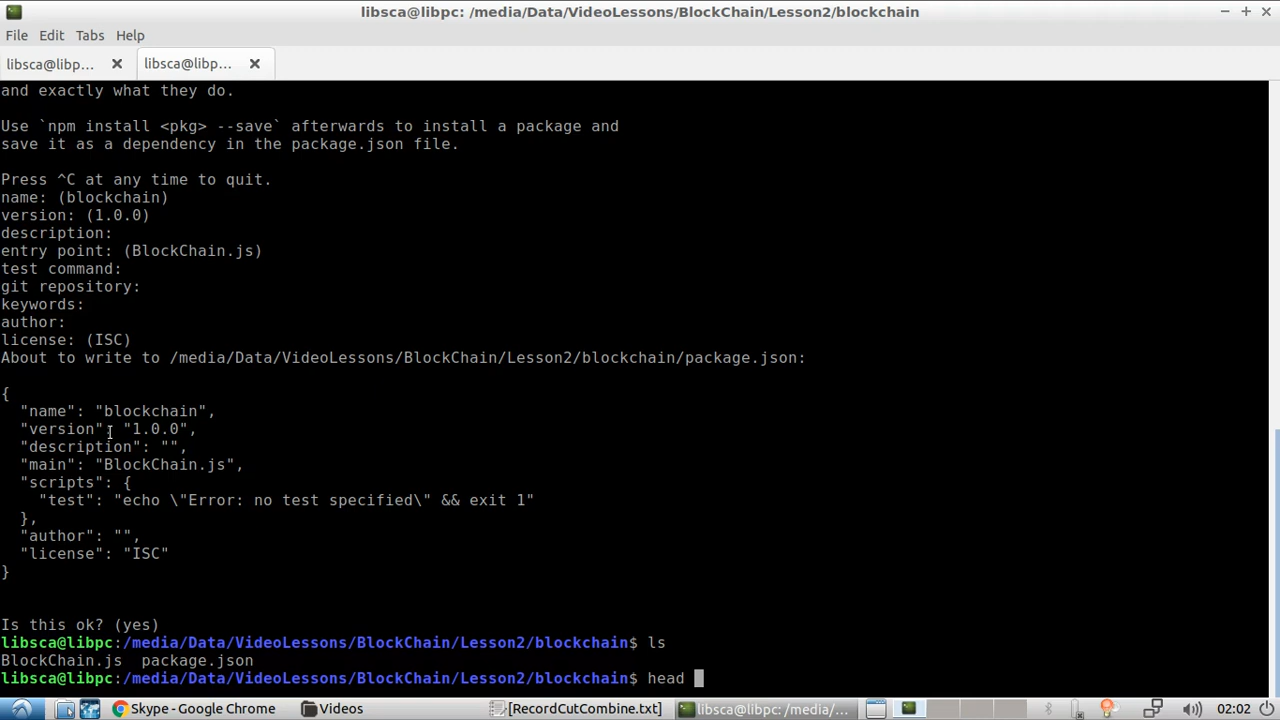 libsca@libpc: /media/Data/VideoLessons/BlockChain/Lesson2/blockchain
File Edit Tabs Help
libsca@libp... libsca@libp...
and exactly what they do.
Use `npm install <pkg> --save` afterwards to install a package and
save it as a dependency in the package.json file.
Press ^C at any time to quit.
name: (blockchain)
version: (1.0.0)
description:
entry point: (BlockChain.js)
test command:
git repository:
keywords:
author:
license: (ISC)
About to write to /media/Data/VideoLessons/BlockChain/Lesson2/blockchain/package.json:
{
  "name": "blockchain",
  "version": "1.0.0",
  "description": "",
  "main": "BlockChain.js",
  "scripts": {
    "test": "echo \"Error: no test specified\" && exit 1"
  },
  "author": "",
  "license": "ISC"
}
Is this ok? (yes)
libsca@libpc:/media/Data/VideoLessons/BlockChain/Lesson2/blockchain$ ls
BlockChain.js  package.json
libsca@libpc:/media/Data/VideoLessons/BlockChain/Lesson2/blockchain$ head
Skype - Google Chrome Videos [RecordCutCombine.txt] libsca@libpc: /media/... 02:02